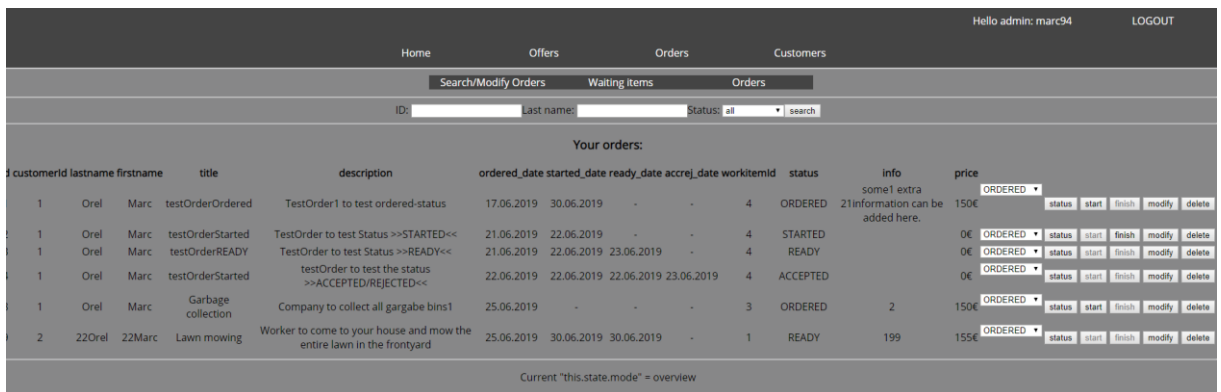 Hello admin: marc94 LOGOUT
Home Offers Orders Customers
Search/Modify Orders Waiting items Orders
ID: Last name: Status: all search
Your orders:
customerId lastname firstname title description ordered_date started_date ready_date accrej_date workitemId status info price
1 Orel Marc testOrderOrdered TestOrder1 to test ordered-status 17.06.2019 30.06.2019 - - 4 ORDERED some1 extra 21information can be added here. 150€ ORDERED status start finish modify delete
1 Orel Marc testOrderStarted TestOrder to test Status >>STARTED<< 21.06.2019 22.06.2019 - - 4 STARTED 0€ ORDERED status start finish modify delete
1 Orel Marc testOrderREADY TestOrder to test Status >>READY<< 21.06.2019 22.06.2019 23.06.2019 - 4 READY 0€ ORDERED status start finish modify delete
1 Orel Marc testOrderStarted testOrder to test the status >>ACCEPTED/REJECTED<< 22.06.2019 22.06.2019 22.06.2019 23.06.2019 4 ACCEPTED 0€ ORDERED status start finish modify delete
1 Orel Marc Garbage collection Company to collect all gargabe bins1 25.06.2019 - - - 3 ORDERED 2 150€ ORDERED status start finish modify delete
2 22Orel 22Marc Lawn mowing Worker to come to your house and mow the entire lawn in the frontyard 25.06.2019 30.06.2019 30.06.2019 - 1 READY 199 155€ ORDERED status start finish modify delete
Current "this.state.mode" = overview